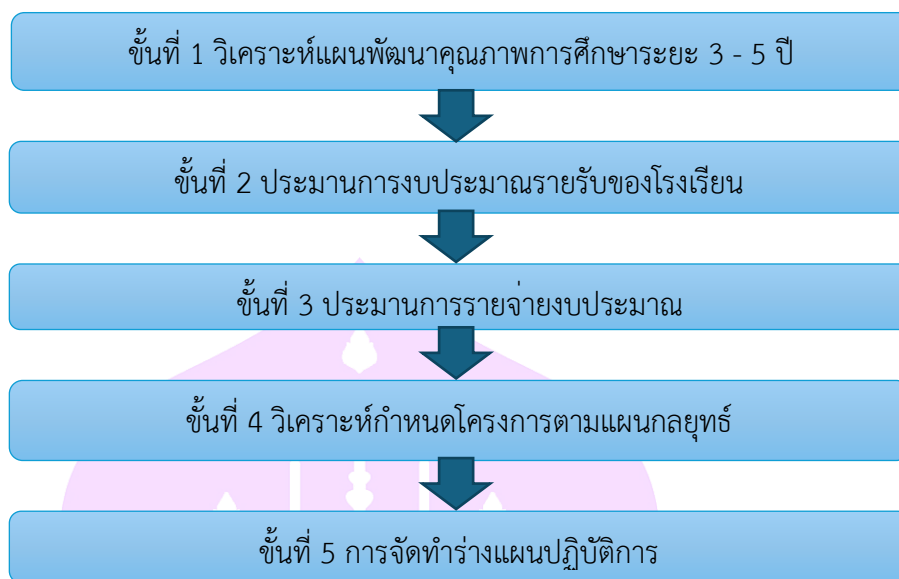 ขั้นที่ 1 วิเคราะห์แผนพัฒนาคุณภาพการศึกษาระยะ 3 - 5 ปี
ขั้นที่ 2 ประมานการงบประมาณรายรับของโรงเรียน
ขั้นที่ 3 ประมานการรายจ่ายงบประมาณ
ขั้นที่ 4 วิเคราะห์กำหนดโครงการตามแผนกลยุทธ์
ขั้นที่ 5 การจัดทำร่างแผนปฏิบัติการ